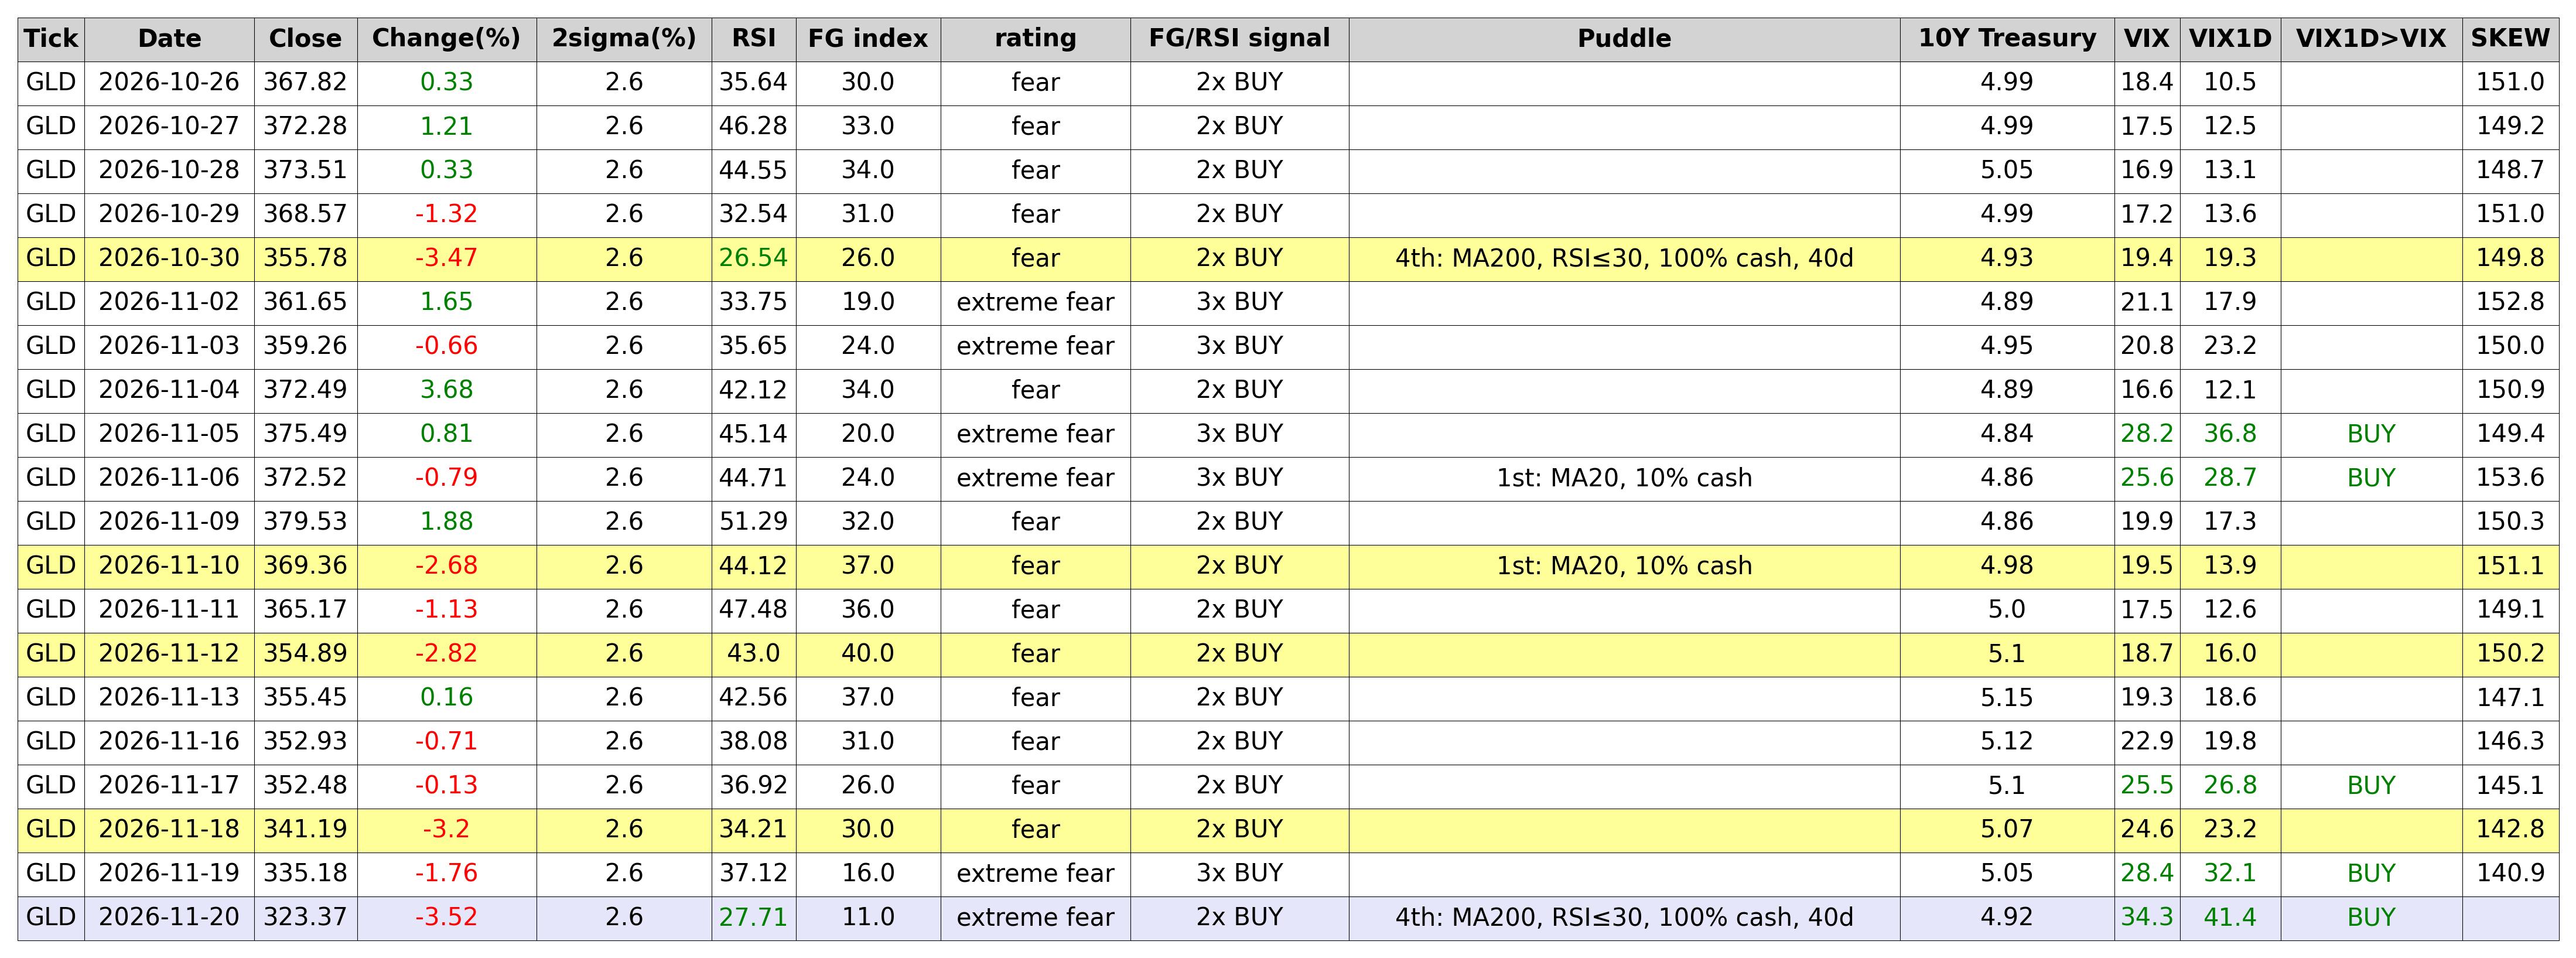 Tick Date Close Change(%) 2sigma(%) RSI FG index rating FG/RSI signal Puddle 10Y Treasury VIX VIX1D VIX1D>VIX SKEW
GLD 2026-10-26 367.82 0.33 2.6 35.64 30.0 fear 2x BUY 4.99 18.4 10.5 151.0
GLD 2026-10-27 372.28 1.21 2.6 46.28 33.0 fear 2x BUY 4.99 17.5 12.5 149.2
GLD 2026-10-28 373.51 0.33 2.6 44.55 34.0 fear 2x BUY 5.05 16.9 13.1 148.7
GLD 2026-10-29 368.57 -1.32 2.6 32.54 31.0 fear 2x BUY 4.99 17.2 13.6 151.0
GLD 2026-10-30 355.78 -3.47 2.6 26.54 26.0 fear 2x BUY 4th: MA200, RSI≤30, 100% cash, 40d 4.93 19.4 19.3 149.8
GLD 2026-11-02 361.65 1.65 2.6 33.75 19.0 extreme fear 3x BUY 4.89 21.1 17.9 152.8
GLD 2026-11-03 359.26 -0.66 2.6 35.65 24.0 extreme fear 3x BUY 4.95 20.8 23.2 150.0
GLD 2026-11-04 372.49 3.68 2.6 42.12 34.0 fear 2x BUY 4.89 16.6 12.1 150.9
GLD 2026-11-05 375.49 0.81 2.6 45.14 20.0 extreme fear 3x BUY 4.84 28.2 36.8 BUY 149.4
GLD 2026-11-06 372.52 -0.79 2.6 44.71 24.0 extreme fear 3x BUY 1st: MA20, 10% cash 4.86 25.6 28.7 BUY 153.6
GLD 2026-11-09 379.53 1.88 2.6 51.29 32.0 fear 2x BUY 4.86 19.9 17.3 150.3
GLD 2026-11-10 369.36 -2.68 2.6 44.12 37.0 fear 2x BUY 1st: MA20, 10% cash 4.98 19.5 13.9 151.1
GLD 2026-11-11 365.17 -1.13 2.6 47.48 36.0 fear 2x BUY 5.0 17.5 12.6 149.1
GLD 2026-11-12 354.89 -2.82 2.6 43.0 40.0 fear 2x BUY 5.1 18.7 16.0 150.2
GLD 2026-11-13 355.45 0.16 2.6 42.56 37.0 fear 2x BUY 5.15 19.3 18.6 147.1
GLD 2026-11-16 352.93 -0.71 2.6 38.08 31.0 fear 2x BUY 5.12 22.9 19.8 146.3
GLD 2026-11-17 352.48 -0.13 2.6 36.92 26.0 fear 2x BUY 5.1 25.5 26.8 BUY 145.1
GLD 2026-11-18 341.19 -3.2 2.6 34.21 30.0 fear 2x BUY 5.07 24.6 23.2 142.8
GLD 2026-11-19 335.18 -1.76 2.6 37.12 16.0 extreme fear 3x BUY 5.05 28.4 32.1 BUY 140.9
GLD 2026-11-20 323.37 -3.52 2.6 27.71 11.0 extreme fear 2x BUY 4th: MA200, RSI≤30, 100% cash, 40d 4.92 34.3 41.4 BUY